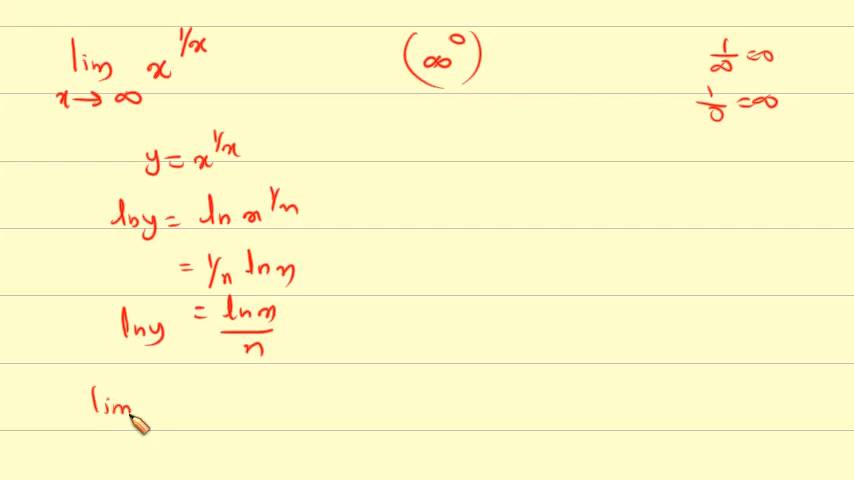 lim x→∞ x^1/x (∞^0) 1/∞ = 0
1/0 = ∞
y = x^1/x
ln y = ln x^1/x
= 1/x ln x
ln y = ln x / x
lim